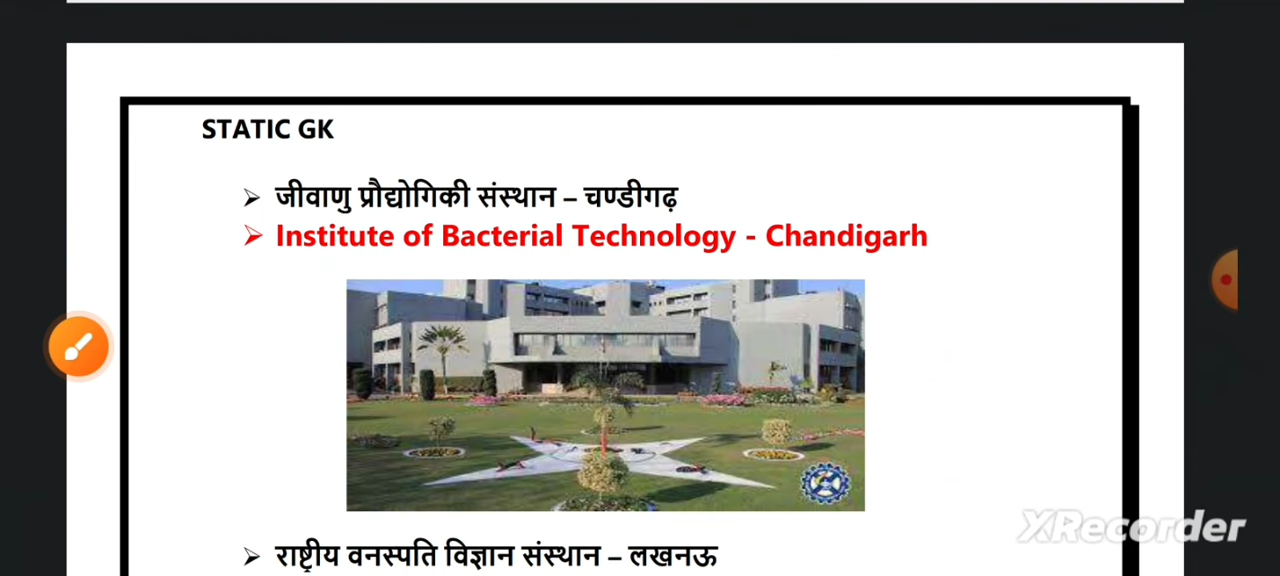 STATIC GK
➢ जीवाणु प्रौद्योगिकी संस्थान – चण्डीगढ़
➢ Institute of Bacterial Technology - Chandigarh
➢ राष्ट्रीय वनस्पति विज्ञान संस्थान – लखनऊ
XRecorder